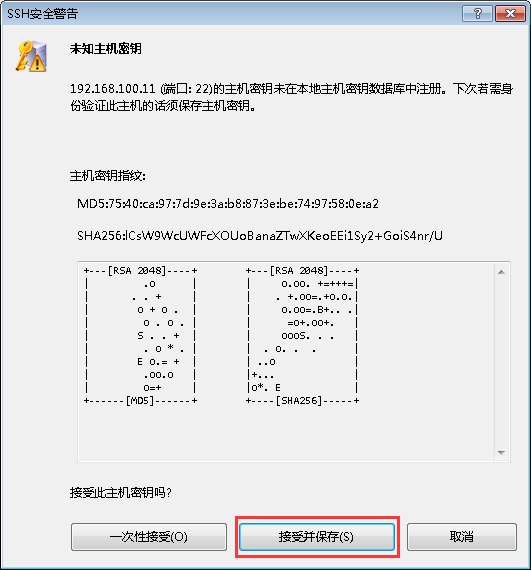 SSH安全警告
未知主机密钥
192.168.100.11 (端口: 22)的主机密钥未在本地主机密钥数据库中注册。下次若需身
份验证此主机的话须保存主机密钥。
主机密钥指纹:
MD5:75:40:ca:97:7d:9e:3a:b8:87:3e:be:74:97:58:0e:a2
SHA256:lCsW9WcUWFcXOUoBanaZTwXKeoEEi1Sy2+GoiS4nr/U
+---[RSA 2048]----+ +---[RSA 2048]----+
|       .o        | |    o.oo. +=+++=|
|     . . +       | |   . +.oo=.+o.o.|
|      o + o .    | |    o.oo=.B+.. .|
|       o . o .   | |     =o+.oo+.   |
|      S . . +    | |    oooS. . .   |
|       . o * .   | | . o. . .   |
|      E o.= +    | | ..o            |
|       .oo.o     | |+...            |
|       o=+       | |o*. E           |
+------[MD5]------+ +----[SHA256]-----+
接受此主机密钥吗?
一次性接受(O) 接受并保存(S) 取消